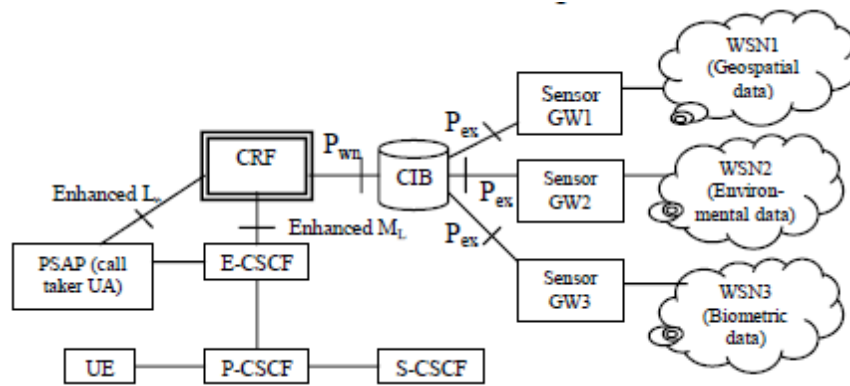 WSN1
(Geospatial
data)
Sensor
GW1
Pex
CRF
Pwn
CIB
Enhanced Le
Pex
Sensor
GW2
WSN2
(Environ-
mental data)
Enhanced ML
Pex
PSAP (call
taker UA)
E-CSCF
Sensor
GW3
WSN3
(Biometric
data)
UE
P-CSCF
S-CSCF